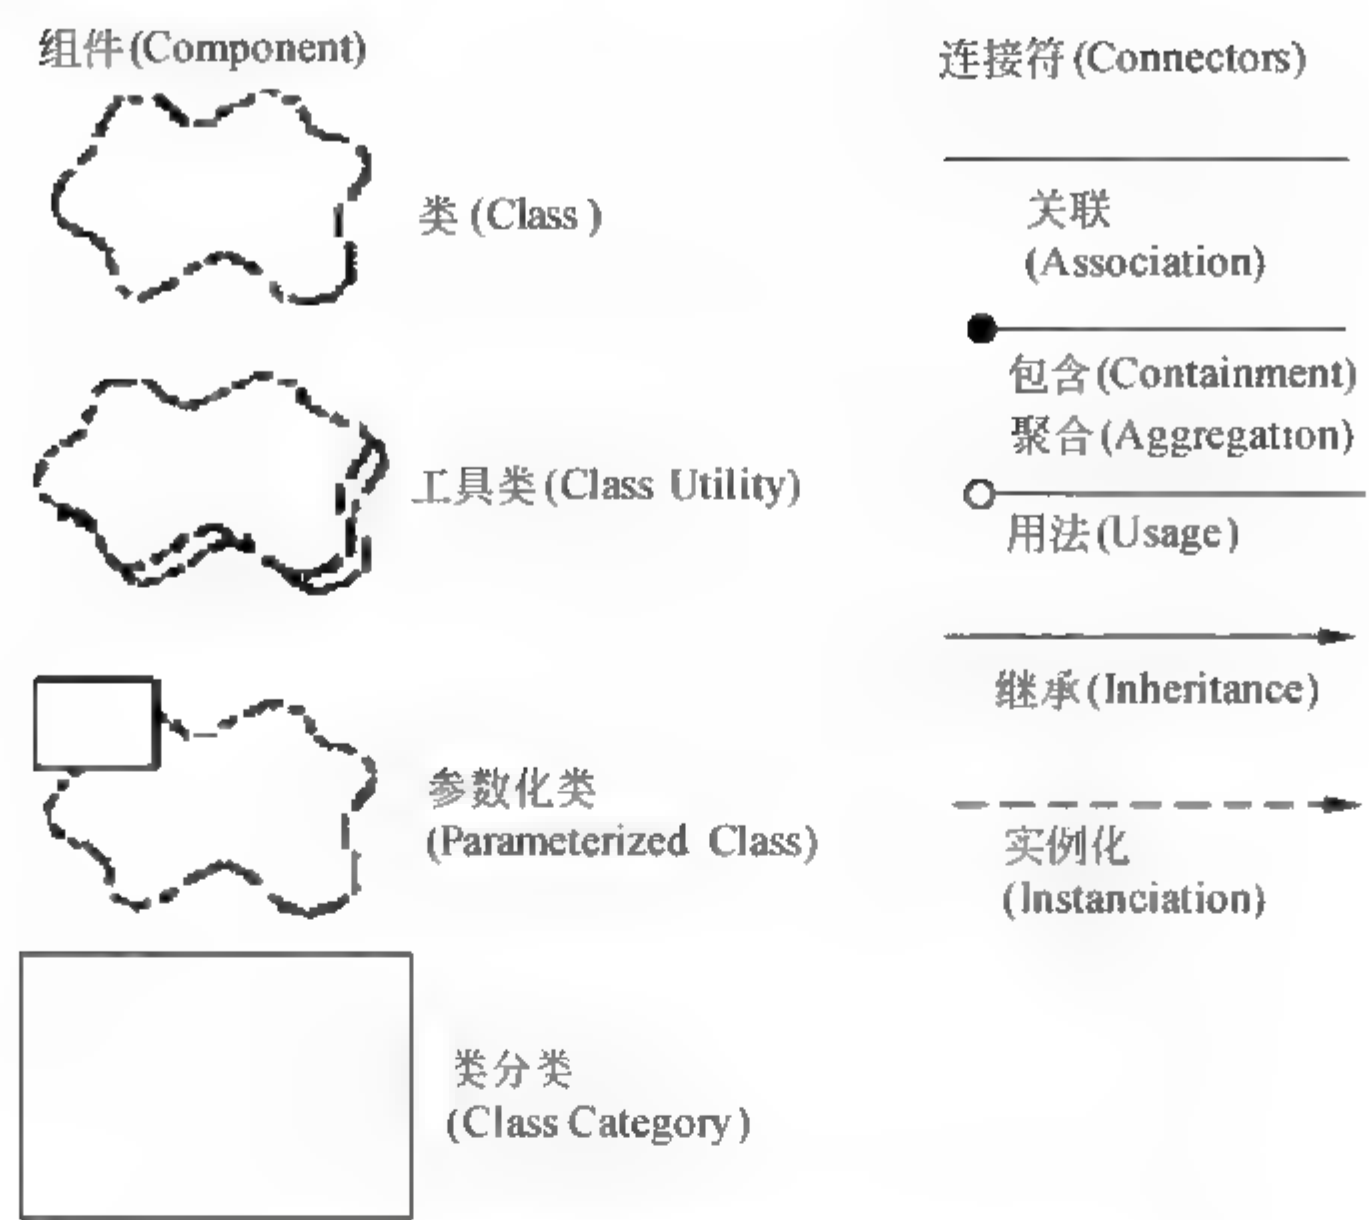 组件(Component)
类(Class)
工具类(Class Utility)
参数化类
(Parameterized Class)
类分类
(Class Category)
连接符(Connectors)
关联
(Association)
包含(Containment)
聚合(Aggregation)
用法(Usage)
继承(Inheritance)
实例化
(Instanciation)